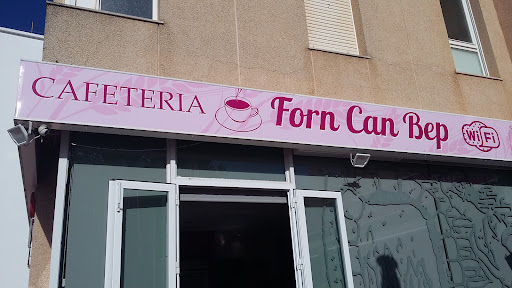 CAFETERIA Forn Can Bep WiFi